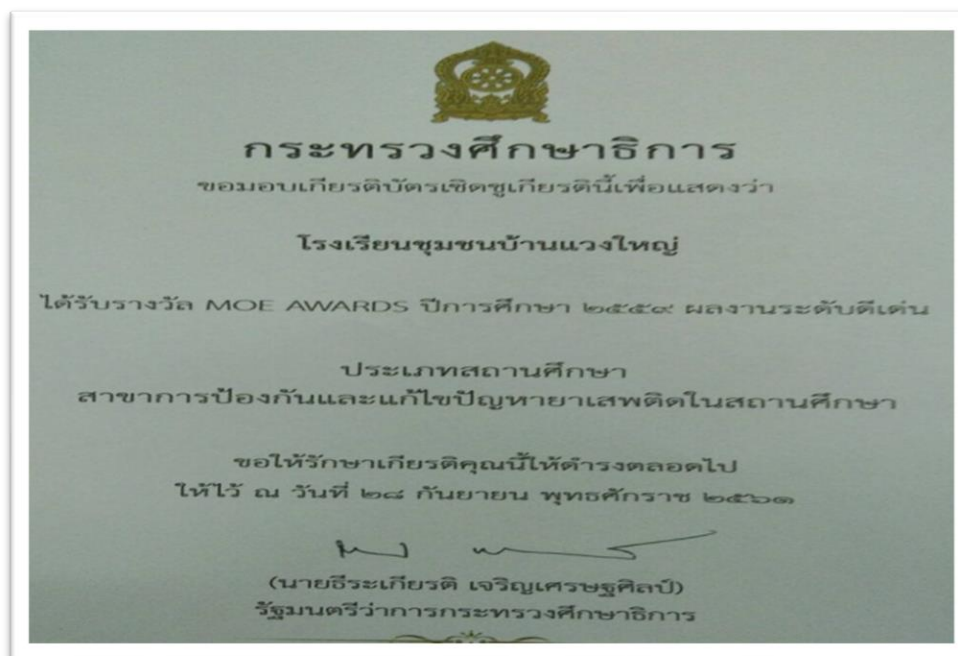 กระทรวงศึกษาธิการ
ขอมอบเกียรติบัตรเชิดชูเกียรตินี้เพื่อแสดงว่า
โรงเรียนชุมชนบ้านแวงใหญ่
ได้รับรางวัล MOE AWARDS ปีการศึกษา ๒๕๕๙ ผลงานระดับดีเด่น
ประเภทสถานศึกษา
สาขาการป้องกันและแก้ไขปัญหายาเสพติดในสถานศึกษา
ขอให้รักษาเกียรติคุณนี้ให้ดำรงตลอดไป
ให้ไว้ ณ วันที่ ๒๘ กันยายน พุทธศักราช ๒๕๖๑
(นายธีระเกียรติ เจริญเศรษฐศิลป์)
รัฐมนตรีว่าการกระทรวงศึกษาธิการ